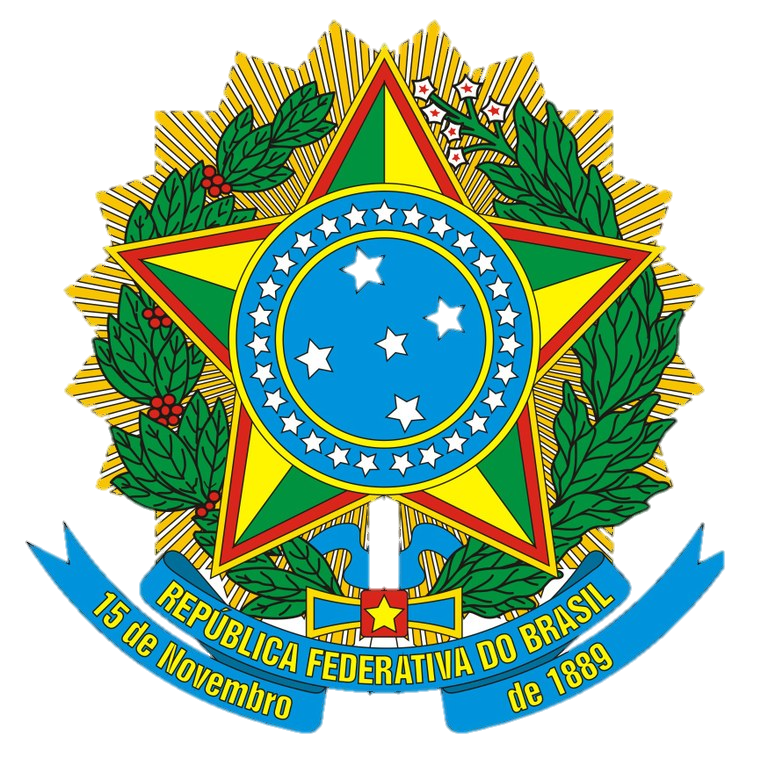 REPÚBLICA FEDERATIVA DO BRASIL
15 de Novembro
de 1889